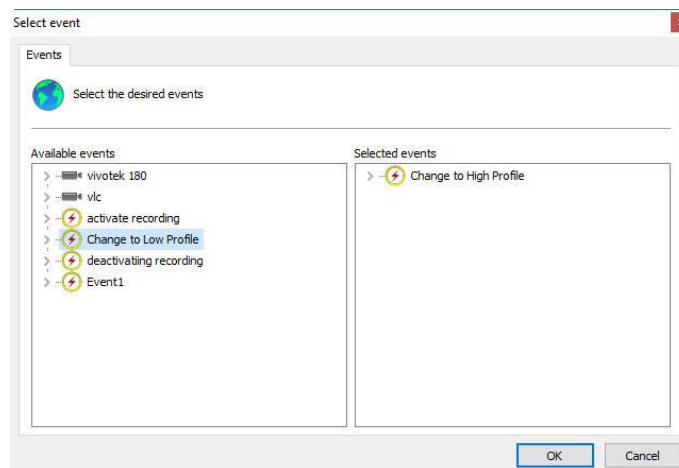 Select event
Events
Select the desired events
Available events
vivotek 180
vlc
activate recording
Change to Low Profile
deactivatiing recording
Event1
Selected events
Change to High Profile
OK
Cancel